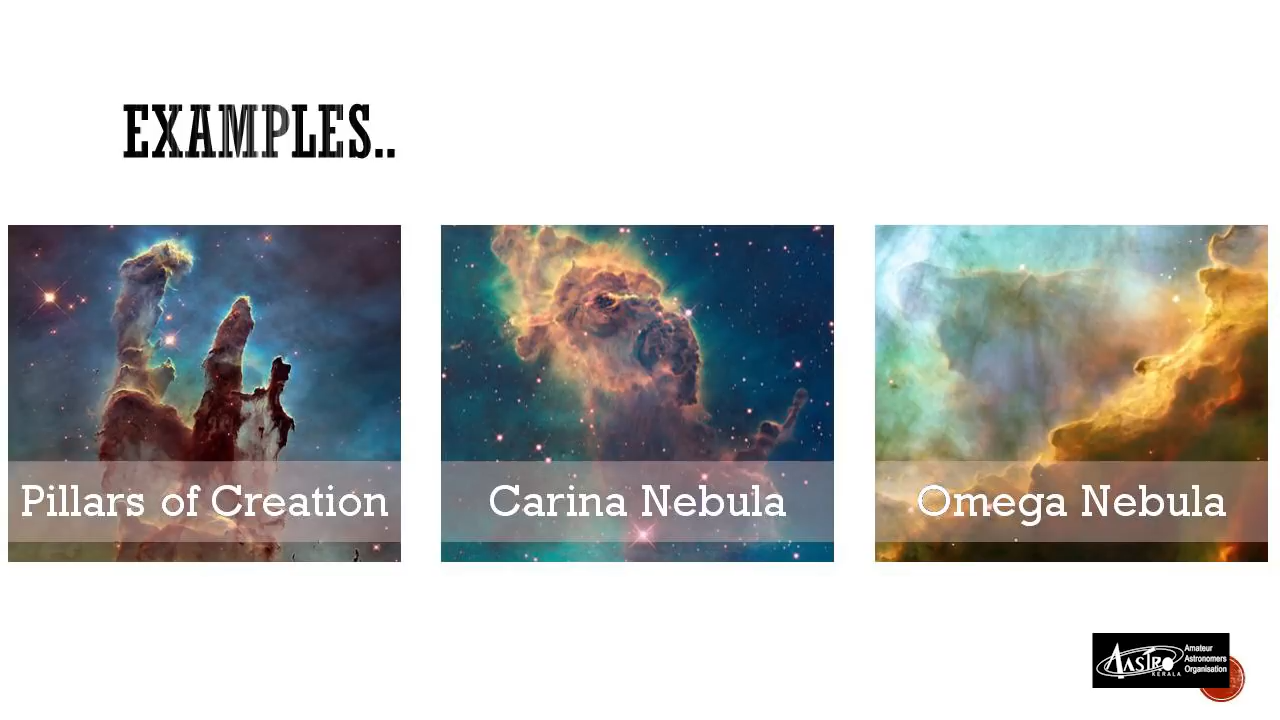 EXAMPLES..
Pillars of Creation
Carina Nebula
Omega Nebula
AASTRO
KERALA
Amateur
Astronomers
Organisation